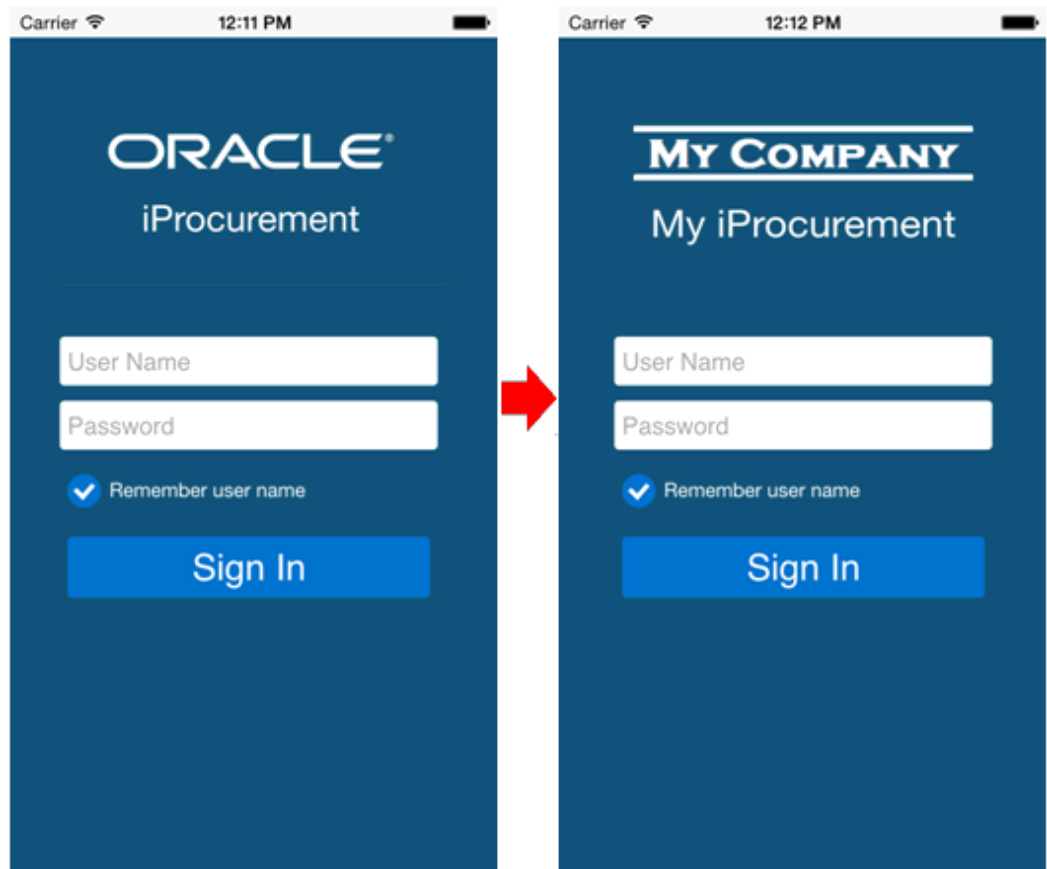 Carrier 12:11 PM
ORACLE®
iProcurement
User Name
Password
Remember user name
Sign In
Carrier 12:12 PM
MY COMPANY
My iProcurement
User Name
Password
Remember user name
Sign In